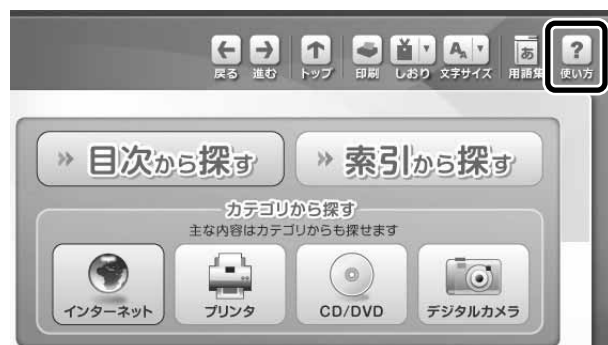 戻る 進む トップ 印刷 しおり 文字サイズ 用語集 使い方
目次から探す 索引から探す
カテゴリから探す
主な内容はカテゴリからも探せます
インターネット プリンタ CD/DVD デジタルカメラ